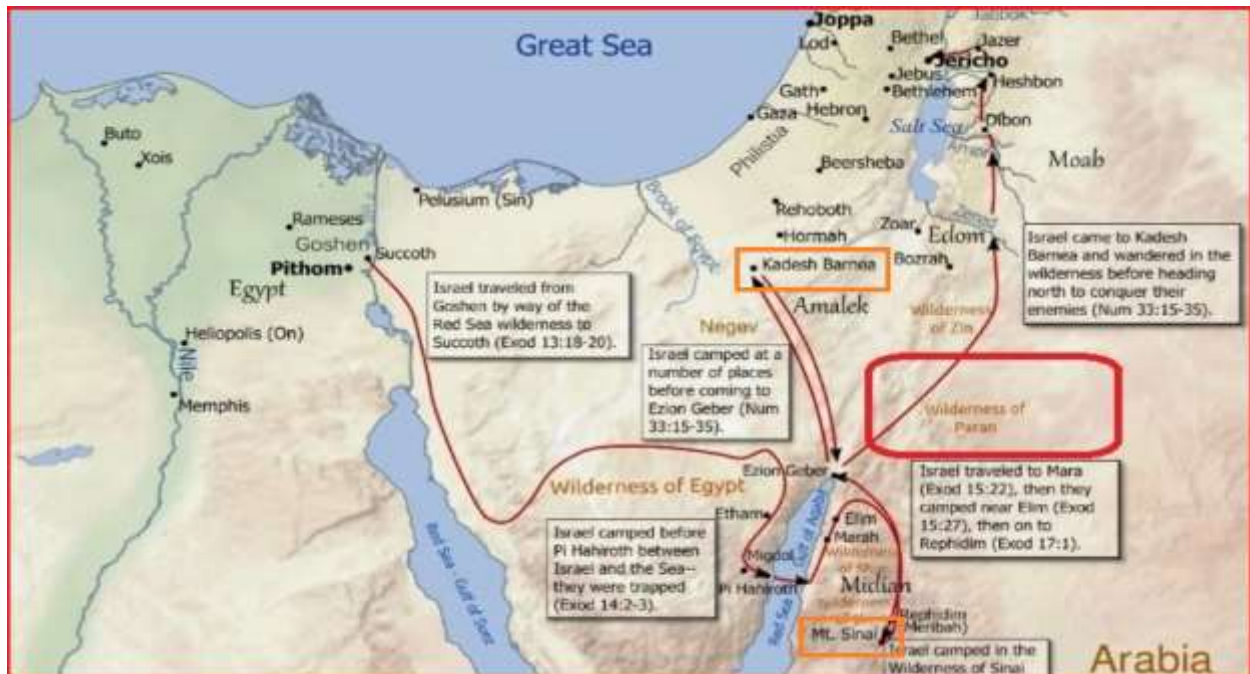 Great Sea
Joppa
Lod
Bethel
Jazer
Jericho
Jebus
Heshbon
Bethlehem
Gath
Hebron
Gaza
Salt Sea
Dibon
Philistia
Moab
Beersheba
Buto
Xois
Pelusium (Sin)
Brook of Egypt
Rehoboth
Zoar
Edom
Hormah
Bozrah
Rameses
Goshen
Succoth
Pithom
Egypt
Kadesh Barnea
Amalek
Negev
Wilderness
of Zin
Israel came to Kadesh
Barnea and wandered in the
wilderness before heading
north to conquer their
enemies (Num 33:15-35).
Israel traveled from
Goshen by way of the
Red Sea wilderness to
Succoth (Exod 13:18-20).
Heliopolis (On)
Nile
Memphis
Israel camped at a
number of places
before coming to
Ezion Geber (Num
33:15-35).
Wilderness of
Paran
Ezion Geber
Israel traveled to Mara
(Exod 15:22), then they
camped near Elim (Exod
15:27), then on to
Rephidim (Exod 17:1).
Wilderness of Egypt
Etham
Elim
Marah
Israel camped before
Pi Hahiroth between
Israel and the Sea--
they were trapped
(Exod 14:2-3).
Migdol
Pi Hahiroth
Gulf of Aqaba
Red Sea
Red Sea - Gulf of Suez
Wilderness
Midian
Rephidim
(Meribah)
Mt. Sinai
Israel camped in the
Wilderness of Sinai
Arabia